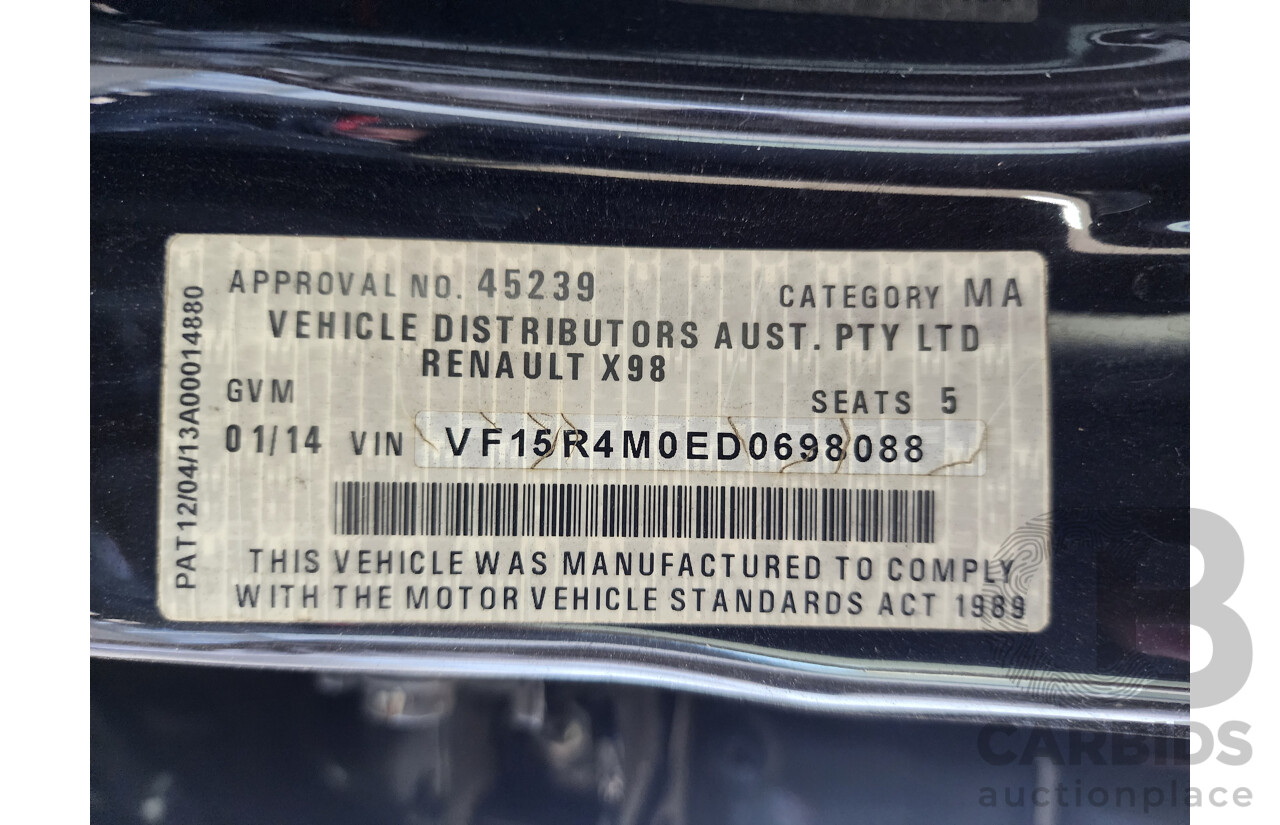 APPROVAL NO. 45239 CATEGORY MA
VEHICLE DISTRIBUTORS AUST. PTY LTD
RENAULT X98
GVM SEATS 5
01/14 VIN VF15R4M0ED0698088
THIS VEHICLE WAS MANUFACTURED TO COMPLY
WITH THE MOTOR VEHICLE STANDARDS ACT 1989
PAT12/04/13A00014880
B
CARBIDS
auctionplace